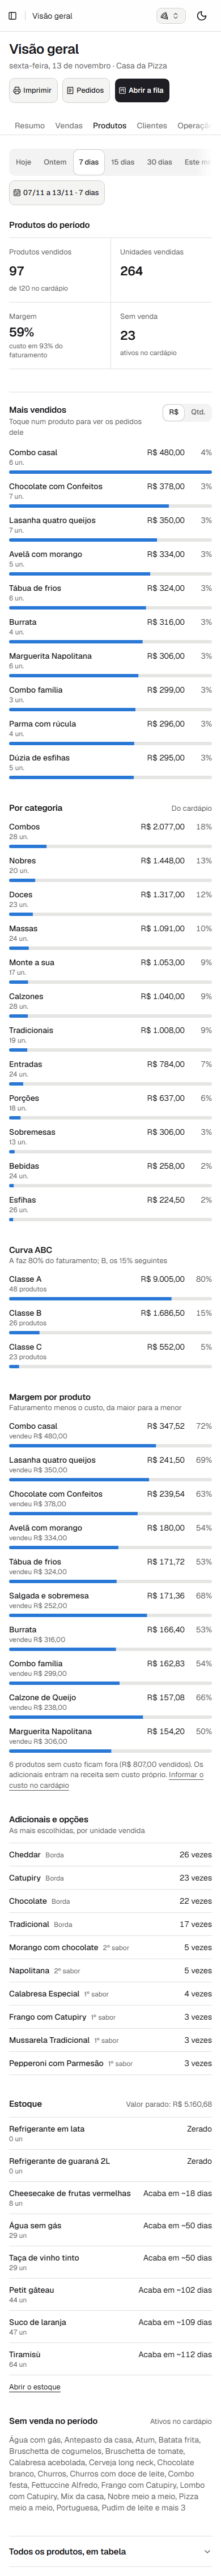 Visão geral
Visão geral
sexta-feira, 13 de novembro · Casa da Pizza
Imprimir
Pedidos
Abrir a fila
Resumo Vendas Produtos Clientes Operação
Hoje Ontem 7 dias 15 dias 30 dias Este m
07/11 a 13/11 · 7 dias
Produtos do período
Produtos vendidos
97
de 120 no cardápio
Unidades vendidas
264
Margem
59%
custo em 93% do
faturamento
Sem venda
23
ativos no cardápio
Mais vendidos
Toque num produto para ver os pedidos
dele
R$ Qtd.
Combo casal R$ 480,00 4%
6 un.
Chocolate com Confeitos R$ 378,00 3%
7 un.
Lasanha quatro queijos R$ 350,00 3%
7 un.
Avelã com morango R$ 334,00 3%
5 un.
Tábua de frios R$ 324,00 3%
6 un.
Burrata R$ 316,00 3%
4 un.
Marguerita Napolitana R$ 306,00 3%
6 un.
Combo família R$ 299,00 3%
3 un.
Parma com rúcula R$ 296,00 3%
4 un.
Dúzia de esfihas R$ 295,00 3%
5 un.
Por categoria Do cardápio
Combos R$ 2.077,00 18%
28 un.
Nobres R$ 1.448,00 13%
20 un.
Doces R$ 1.317,00 12%
23 un.
Massas R$ 1.091,00 10%
24 un.
Monte a sua R$ 1.053,00 9%
17 un.
Calzones R$ 1.040,00 9%
28 un.
Tradicionais R$ 1.008,00 9%
19 un.
Entradas R$ 784,00 7%
24 un.
Porções R$ 637,00 6%
18 un.
Sobremesas R$ 306,00 3%
13 un.
Bebidas R$ 258,00 2%
24 un.
Esfihas R$ 224,50 2%
26 un.
Curva ABC
A faz 80% do faturamento; B, os 15% seguintes
Classe A R$ 9.005,00 80%
48 produtos
Classe B R$ 1.686,50 15%
26 produtos
Classe C R$ 552,00 5%
23 produtos
Margem por produto
Faturamento menos o custo, da maior para a menor
Combo casal R$ 347,52 72%
vendeu R$ 480,00
Lasanha quatro queijos R$ 241,50 69%
vendeu R$ 350,00
Chocolate com Confeitos R$ 239,54 63%
vendeu R$ 378,00
Avelã com morango R$ 180,00 54%
vendeu R$ 334,00
Tábua de frios R$ 171,72 53%
vendeu R$ 324,00
Salgada e sobremesa R$ 171,36 68%
vendeu R$ 252,00
Burrata R$ 166,40 53%
vendeu R$ 316,00
Combo família R$ 162,83 54%
vendeu R$ 299,00
Calzone de Queijo R$ 157,08 66%
vendeu R$ 238,00
Marguerita Napolitana R$ 154,20 50%
vendeu R$ 306,00
6 produtos sem custo ficam fora (R$ 807,00 vendidos). Os
adicionais entram na receita sem custo próprio. Informar o
custo no cardápio
Adicionais e opções
As mais escolhidas, por unidade vendida
Cheddar Borda 26 vezes
Catupiry Borda 23 vezes
Chocolate Borda 22 vezes
Tradicional Borda 17 vezes
Morango com chocolate 2º sabor 5 vezes
Napolitana 2º sabor 5 vezes
Calabresa Especial 1º sabor 4 vezes
Frango com Catupiry 1º sabor 3 vezes
Mussarela Tradicional 1º sabor 3 vezes
Pepperoni com Parmesão 1º sabor 3 vezes
Estoque Valor parado: R$ 5.160,68
Refrigerante em lata Zerado
0 un
Refrigerante de guaraná 2L Zerado
0 un
Cheesecake de frutas vermelhas Acaba em ~18 dias
8 un
Água sem gás Acaba em ~50 dias
29 un
Taça de vinho tinto Acaba em ~50 dias
29 un
Petit gâteau Acaba em ~102 dias
44 un
Suco de laranja Acaba em ~109 dias
47 un
Tiramisù Acaba em ~112 dias
64 un
Abrir o estoque
Sem venda no período Ativos no cardápio
Água com gás, Antepasto da casa, Atum, Batata frita,
Bruschetta de cogumelos, Bruschetta de tomate,
Calabresa acebolada, Cerveja long neck, Chocolate
branco, Churros, Churros com doce de leite, Combo
festa, Fettuccine Alfredo, Frango com Catupiry, Lombo
com Catupiry, Mix da casa, Nobre meio a meio, Pizza
meio a meio, Portuguesa, Pudim de leite e mais 3
Todos os produtos, em tabela